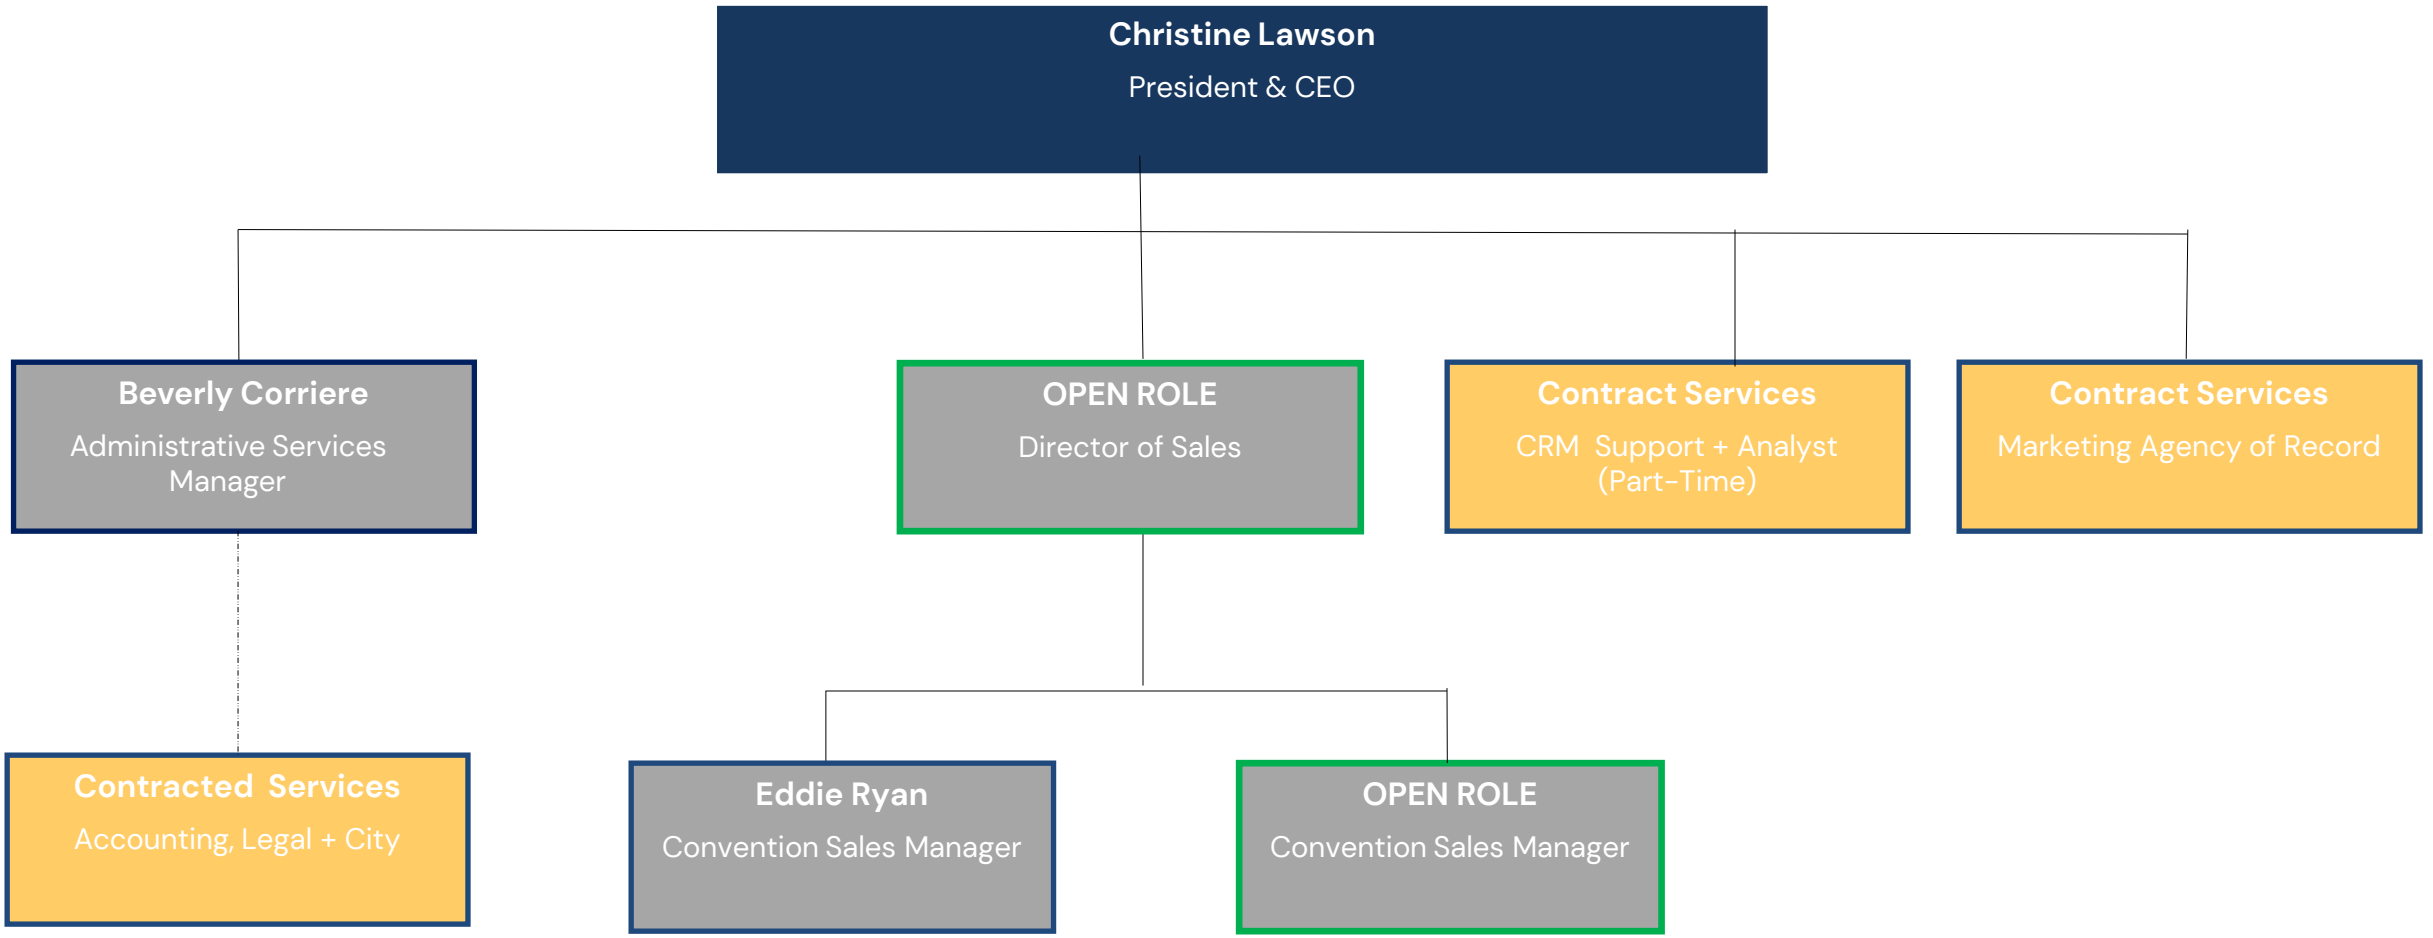 Christine Lawson
President & CEO
Beverly Corriere
Administrative Services
Manager
OPEN ROLE
Director of Sales
Contract Services
CRM  Support + Analyst
(Part-Time)
Contract Services
Marketing Agency of Record
Contracted  Services
Accounting, Legal + City
Eddie Ryan
Convention Sales Manager
OPEN ROLE
Convention Sales Manager